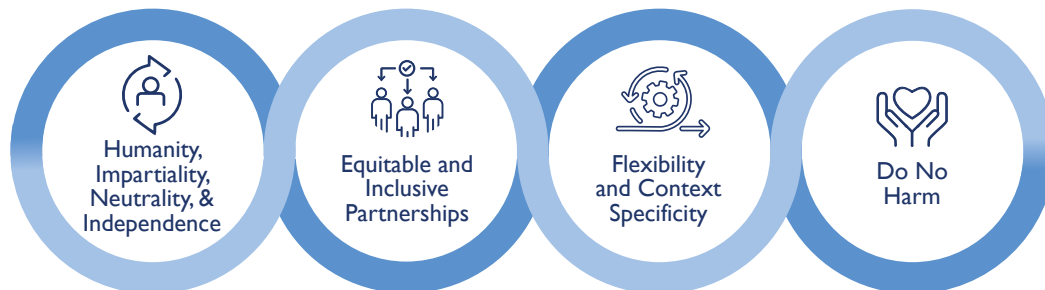 Humanity,
Impartiality,
Neutrality, &
Independence
Equitable and
Inclusive
Partnerships
Flexibility
and Context
Specificity
Do No
Harm